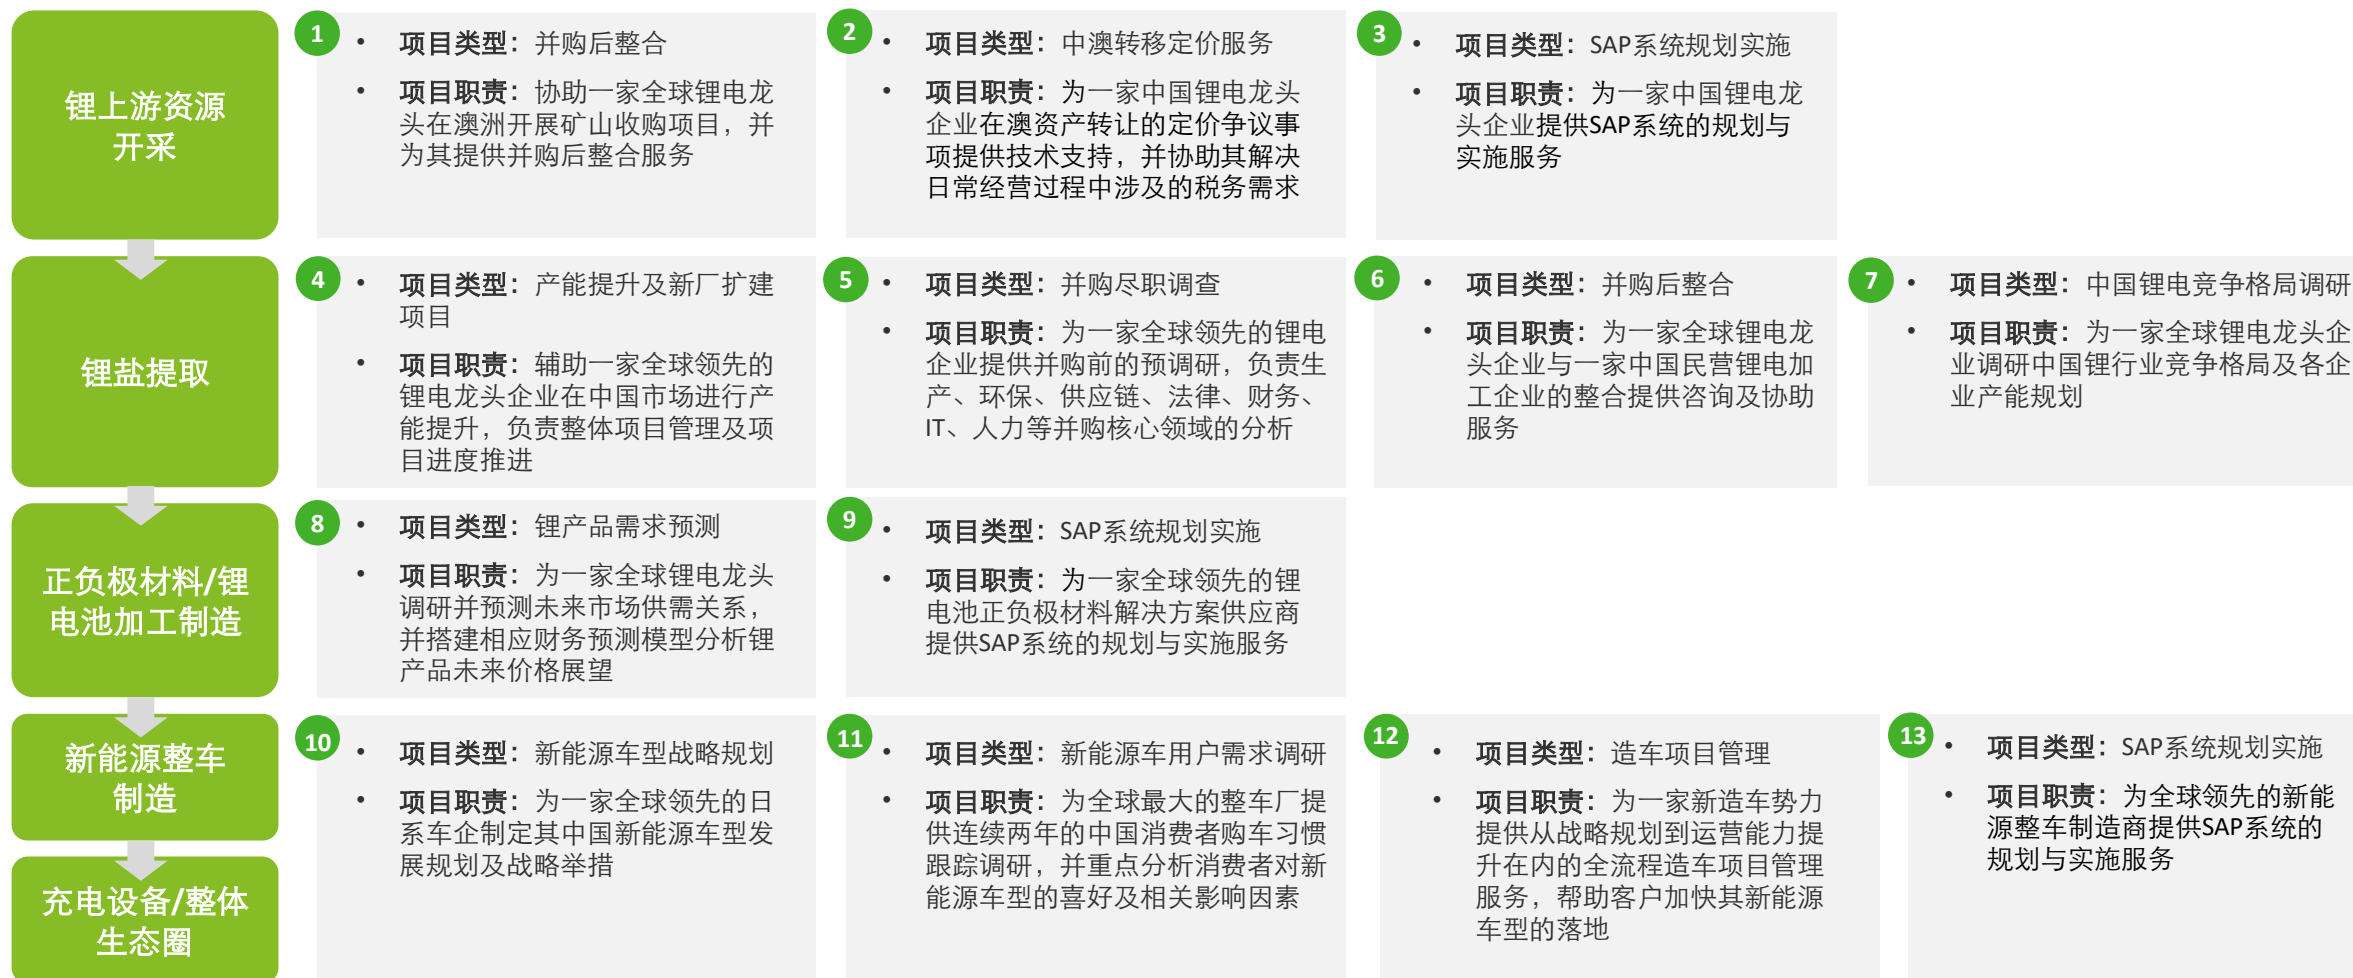 锂上游资源
开采
1
• 项目类型：并购后整合
• 项目职责：协助一家全球锂电龙
头在澳洲开展矿山收购项目，并
为其提供并购后整合服务
2
• 项目类型：中澳转移定价服务
• 项目职责：为一家中国锂电龙头
企业在澳资产转让的定价争议事
项提供技术支持，并协助其解决
日常经营过程中涉及的税务需求
3
• 项目类型：SAP系统规划实施
• 项目职责：为一家中国锂电龙
头企业提供SAP系统的规划与
实施服务
锂盐提取
4
• 项目类型：产能提升及新厂扩建
项目
• 项目职责：辅助一家全球领先的
锂电龙头企业在中国市场进行产
能提升，负责整体项目管理及项
目进度推进
5
• 项目类型：并购尽职调查
• 项目职责：为一家全球领先的锂电
企业提供并购前的预调研，负责生
产、环保、供应链、法律、财务、
IT、人力等并购核心领域的分析
6
• 项目类型：并购后整合
• 项目职责：为一家全球锂电龙
头企业与一家中国民营锂电加
工企业的整合提供咨询及协助
服务
7
• 项目类型：中国锂电竞争格局调研
• 项目职责：为一家全球锂电龙头企
业调研中国锂行业竞争格局及各企
业产能规划
正负极材料/锂
电池加工制造
8
• 项目类型：锂产品需求预测
• 项目职责：为一家全球锂电龙头
调研并预测未来市场供需关系，
并搭建相应财务预测模型分析锂
产品未来价格展望
9
• 项目类型：SAP系统规划实施
• 项目职责：为一家全球领先的锂
电池正负极材料解决方案供应商
提供SAP系统的规划与实施服务
新能源整车
制造
10
• 项目类型：新能源车型战略规划
• 项目职责：为一家全球领先的日
系车企制定其中国新能源车型发
展规划及战略举措
11
• 项目类型：新能源车用户需求调研
• 项目职责：为全球最大的整车厂提
供连续两年的中国消费者购车习惯
跟踪调研，并重点分析消费者对新
能源车型的喜好及相关影响因素
12
• 项目类型：造车项目管理
• 项目职责：为一家新造车势力
提供从战略规划到运营能力提
升在内的全流程造车项目管理
服务，帮助客户加快其新能源
车型的落地
13
• 项目类型：SAP系统规划实施
• 项目职责：为全球领先的新能
源整车制造商提供SAP系统的
规划与实施服务
充电设备/整体
生态圈